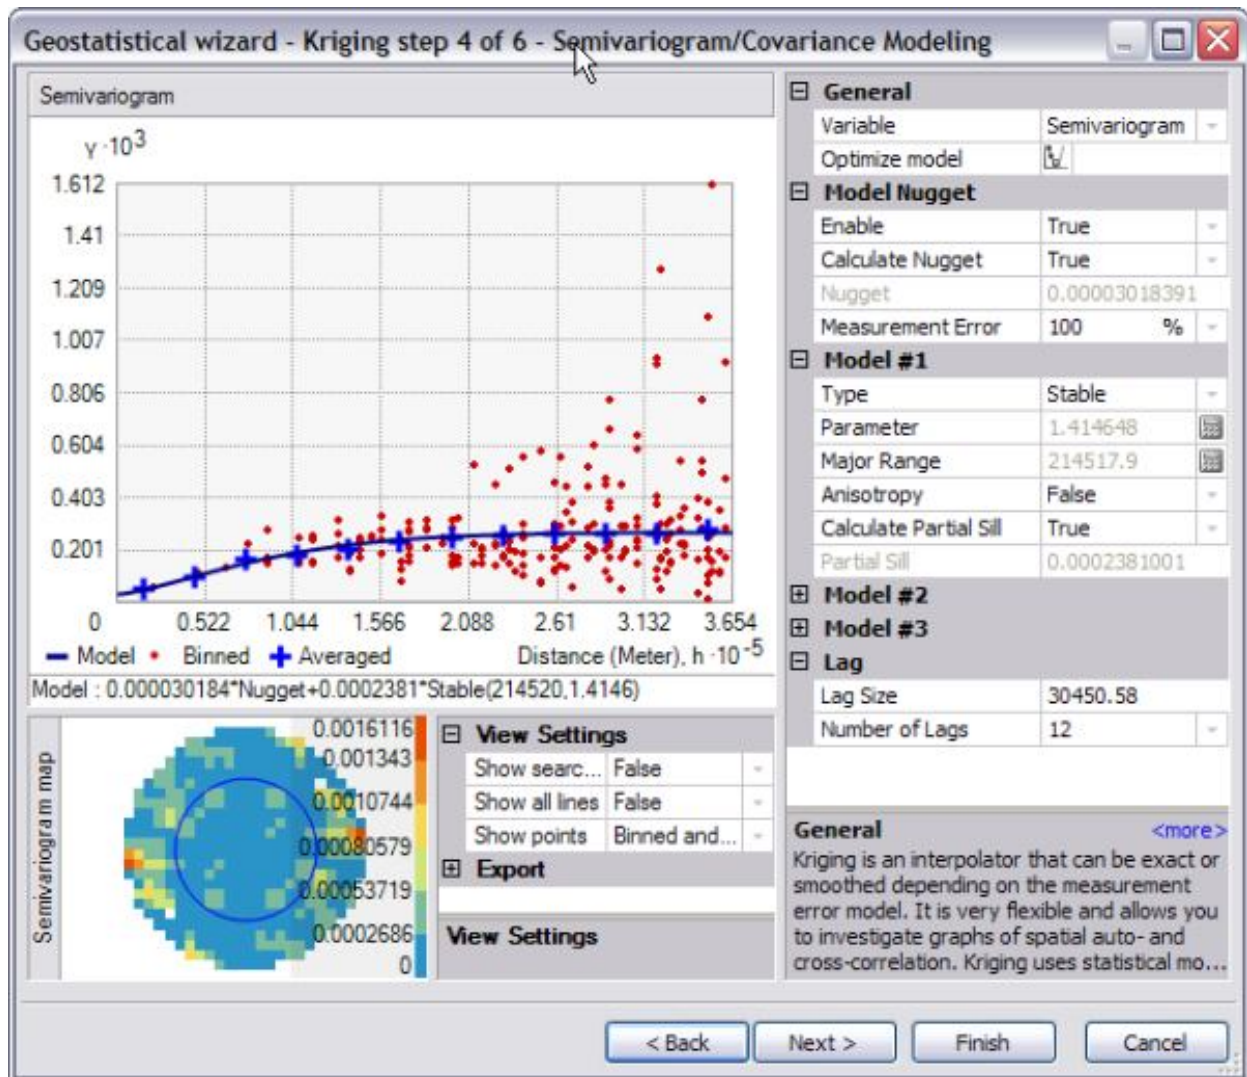 Geostatistical wizard - Kriging step 4 of 6 - Semivariogram/Covariance Modeling
Semivariogram
γ ·10³
1.612
1.41
1.209
1.007
0.806
0.604
0.403
0.201
0 0.522 1.044 1.566 2.088 2.61 3.132 3.654
Model Binned Averaged Distance (Meter), h ·10⁻⁵
Model : 0.000030184*Nugget+0.0002381*Stable(214520,1.4146)
Semivariogram map
0.0016116
0.001343
0.0010744
0.00080579
0.00053719
0.0002686
0
View Settings
Show searc... False
Show all lines False
Show points Binned and...
Export
View Settings
General
Variable Semivariogram
Optimize model
Model Nugget
Enable True
Calculate Nugget True
Nugget 0.00003018391
Measurement Error 100 %
Model #1
Type Stable
Parameter 1.414648
Major Range 214517.9
Anisotropy False
Calculate Partial Sill True
Partial Sill 0.0002381001
Model #2
Model #3
Lag
Lag Size 30450.58
Number of Lags 12
General <more>
Kriging is an interpolator that can be exact or
smoothed depending on the measurement
error model. It is very flexible and allows you
to investigate graphs of spatial auto- and
cross-correlation. Kriging uses statistical mo...
< Back Next > Finish Cancel